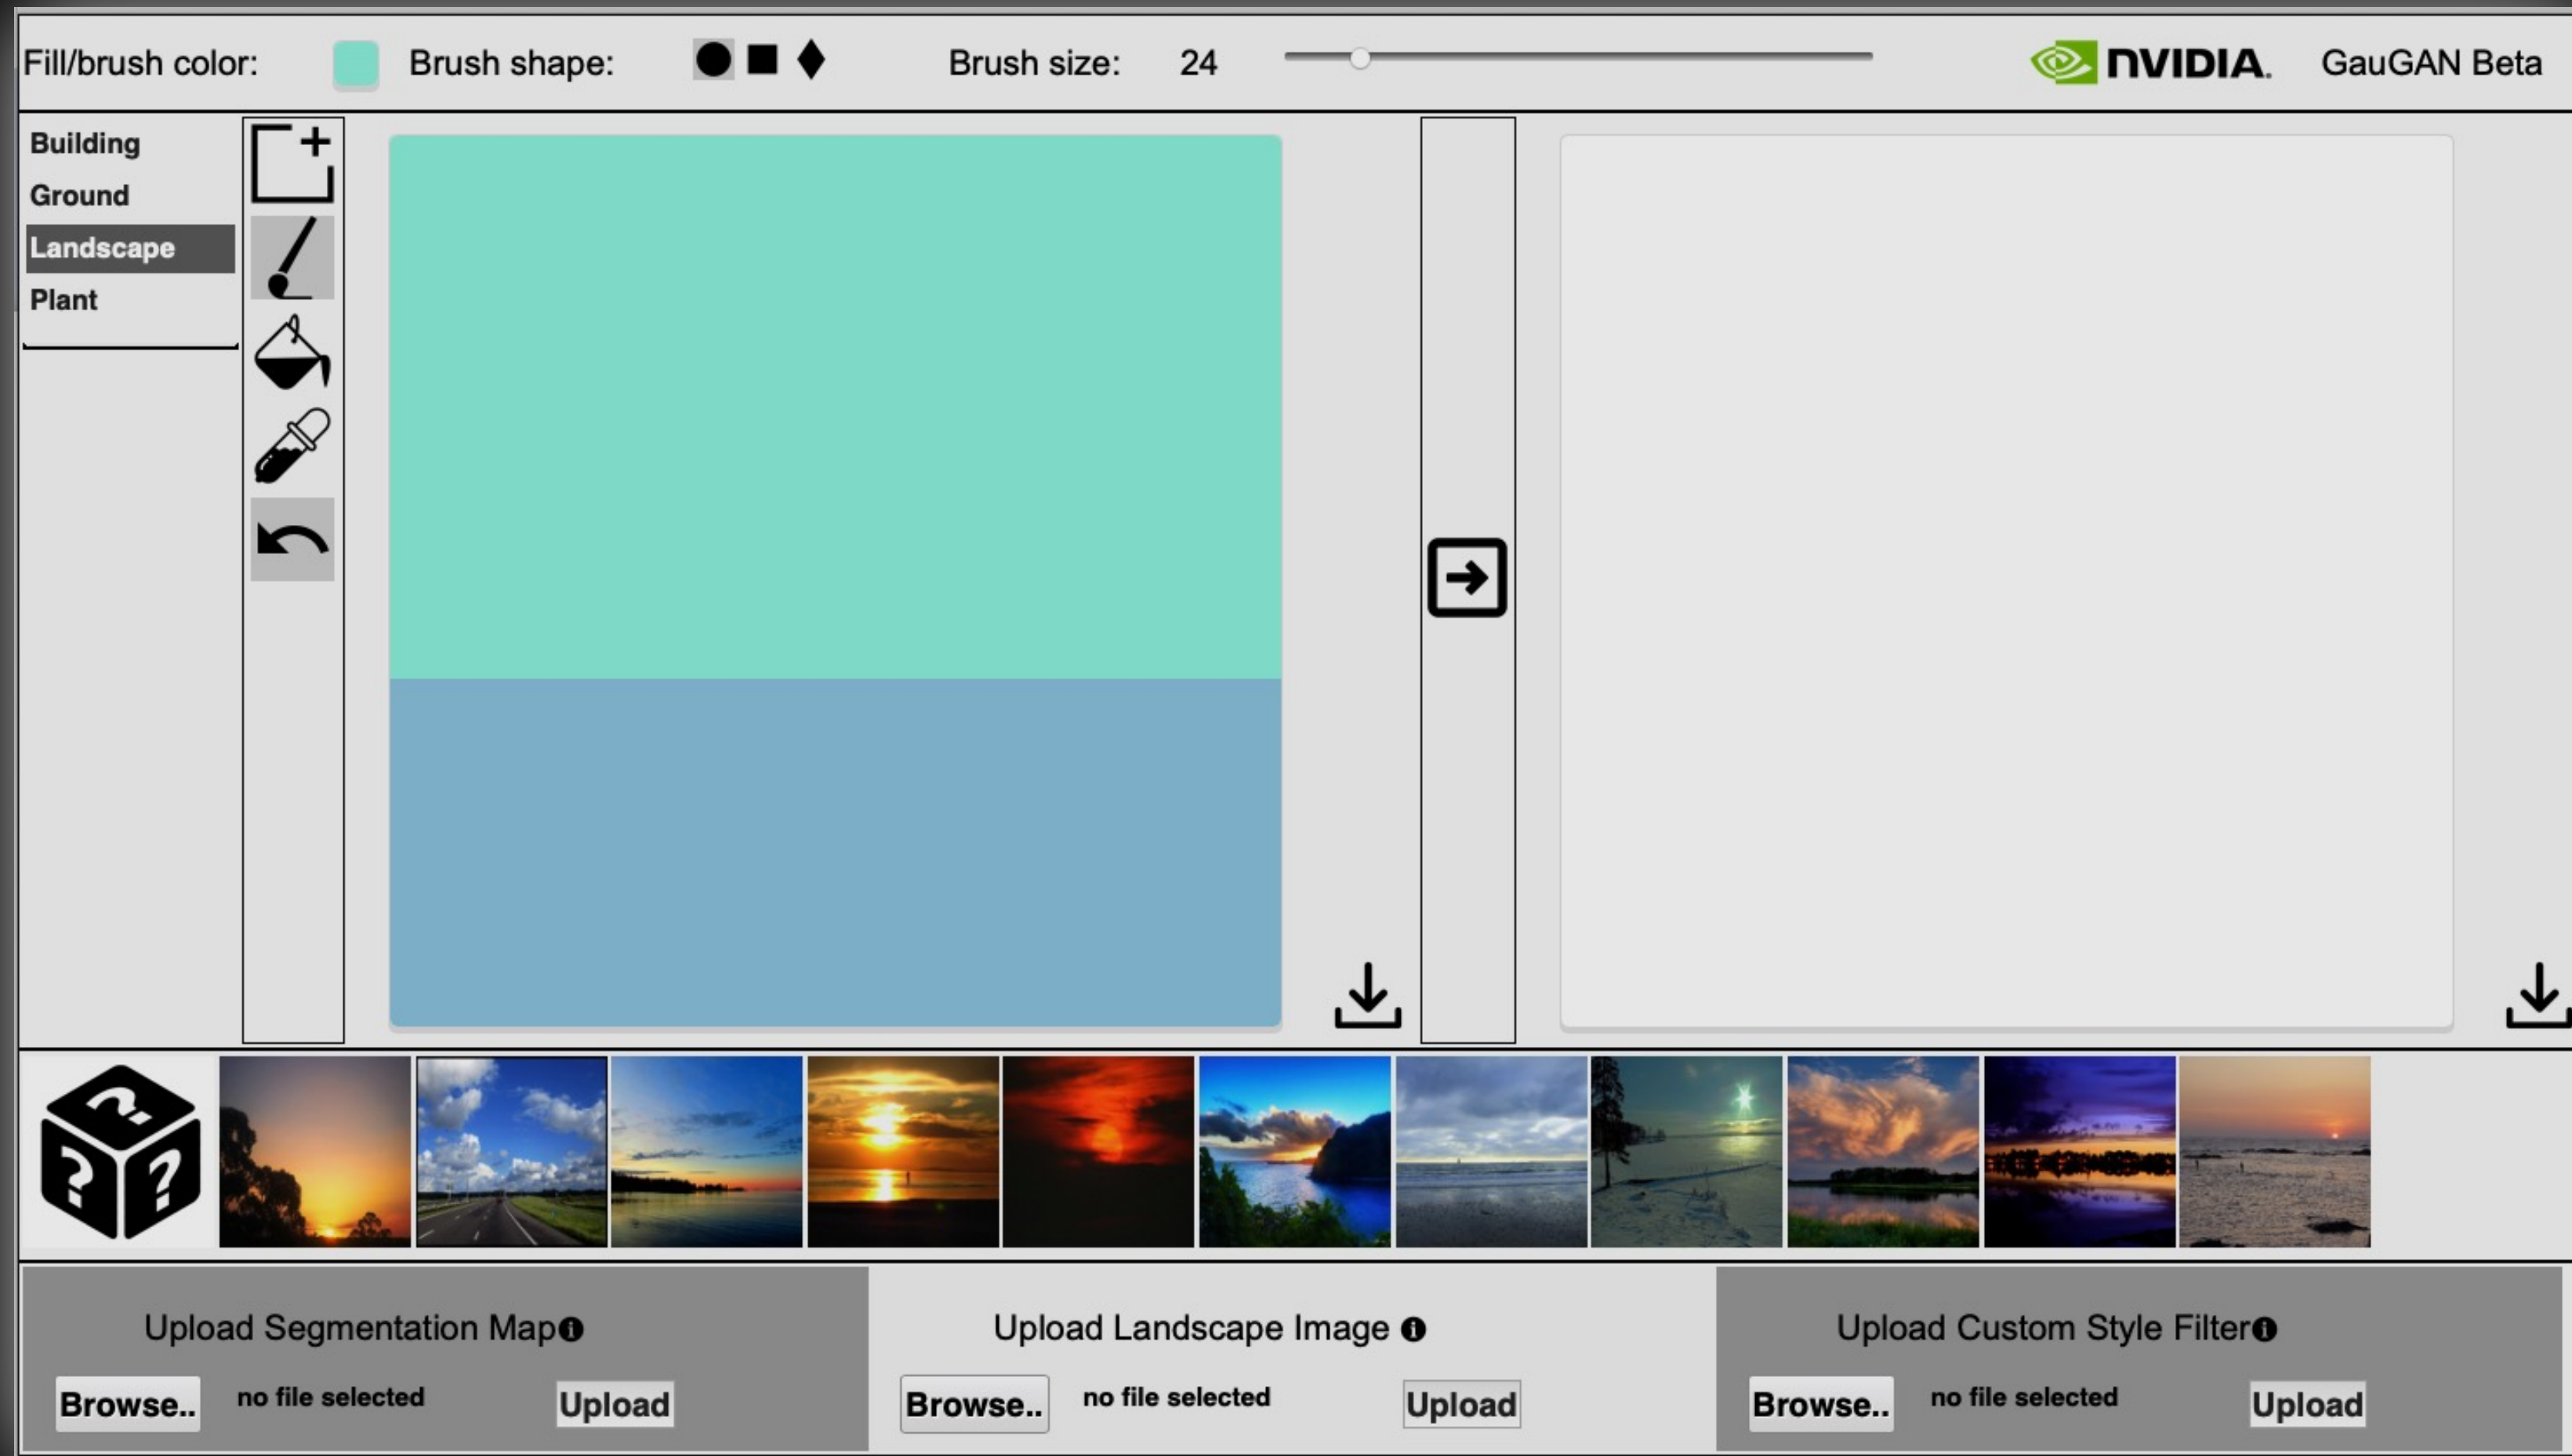 Fill/brush color: Brush shape: Brush size: 24 NVIDIA. GauGAN Beta
Building
Ground
Landscape
Plant
? ? ?
Upload Segmentation Map Upload Landscape Image Upload Custom Style Filter
Browse.. no file selected Upload Browse.. no file selected Upload Browse.. no file selected Upload